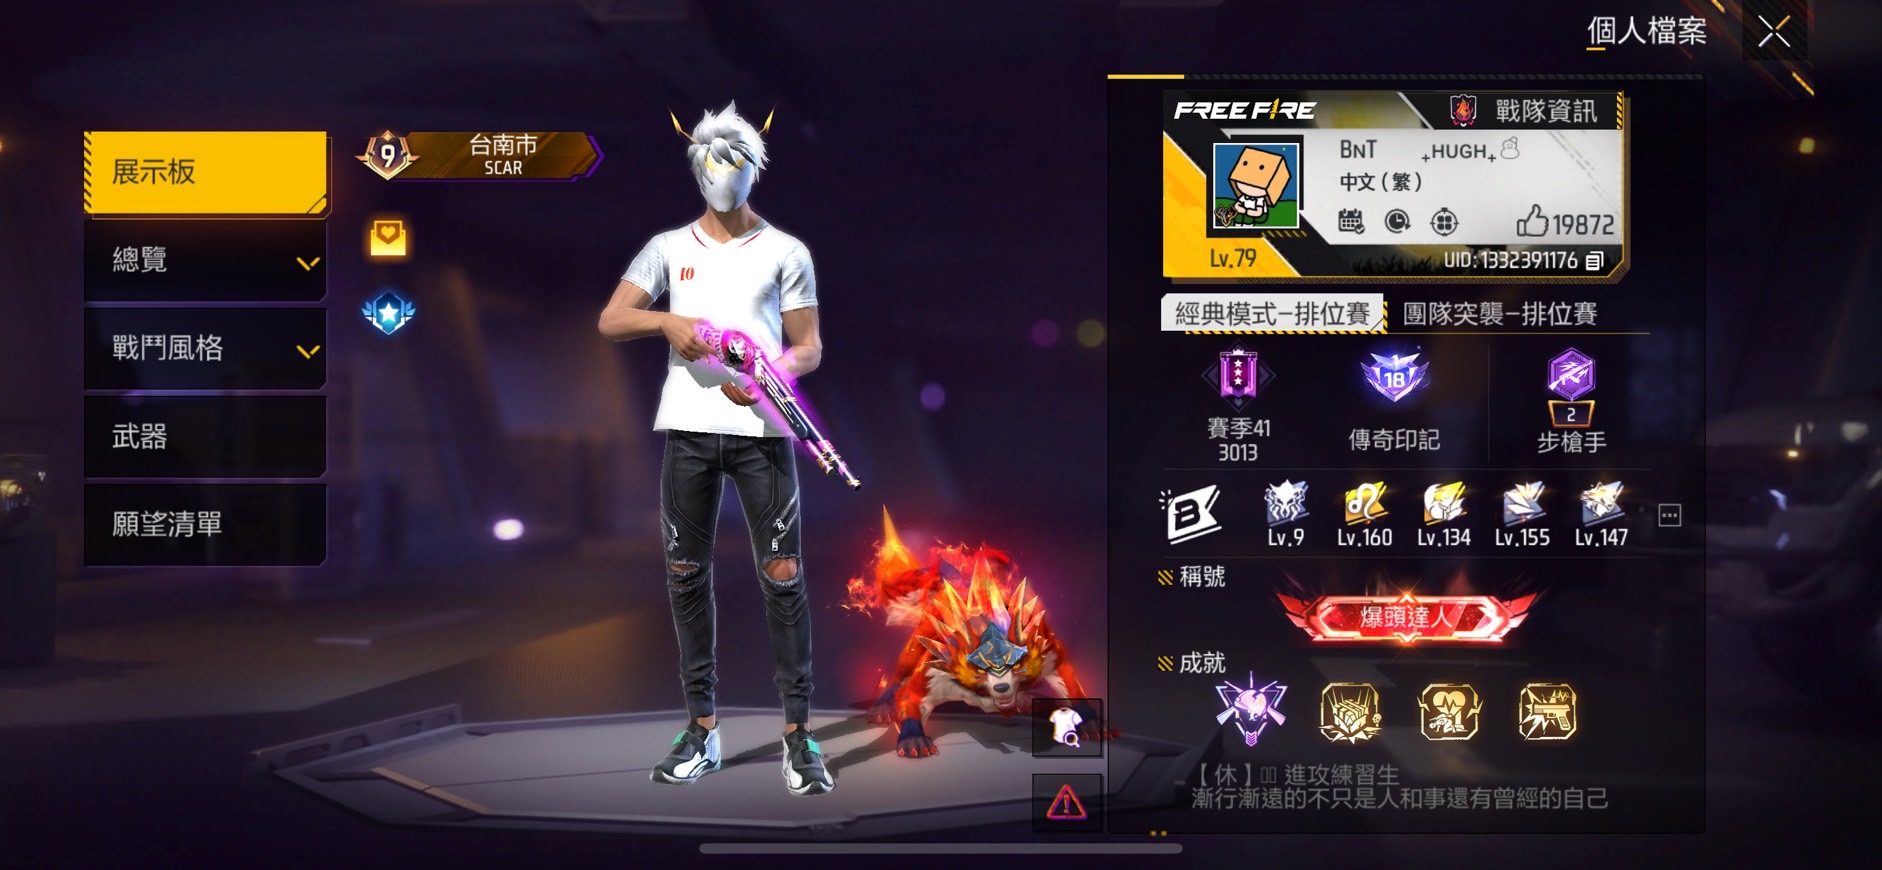 個人檔案
展示板
總覽
戰鬥風格
武器
願望清單
9
台南市
SCAR
10
FREE FIRE
戰隊資訊
BNT +HUGH+
中文(繁)
19872
Lv.79
UID:1332391176
經典模式-排位賽
團隊突襲-排位賽
賽季41
3013
18
傳奇印記
2
步槍手
B
Lv.9
Lv.160
Lv.134
Lv.155
Lv.147
稱號
爆頭達人
成就
【休】 進攻練習生
漸行漸遠的不只是人和事還有曾經的自己